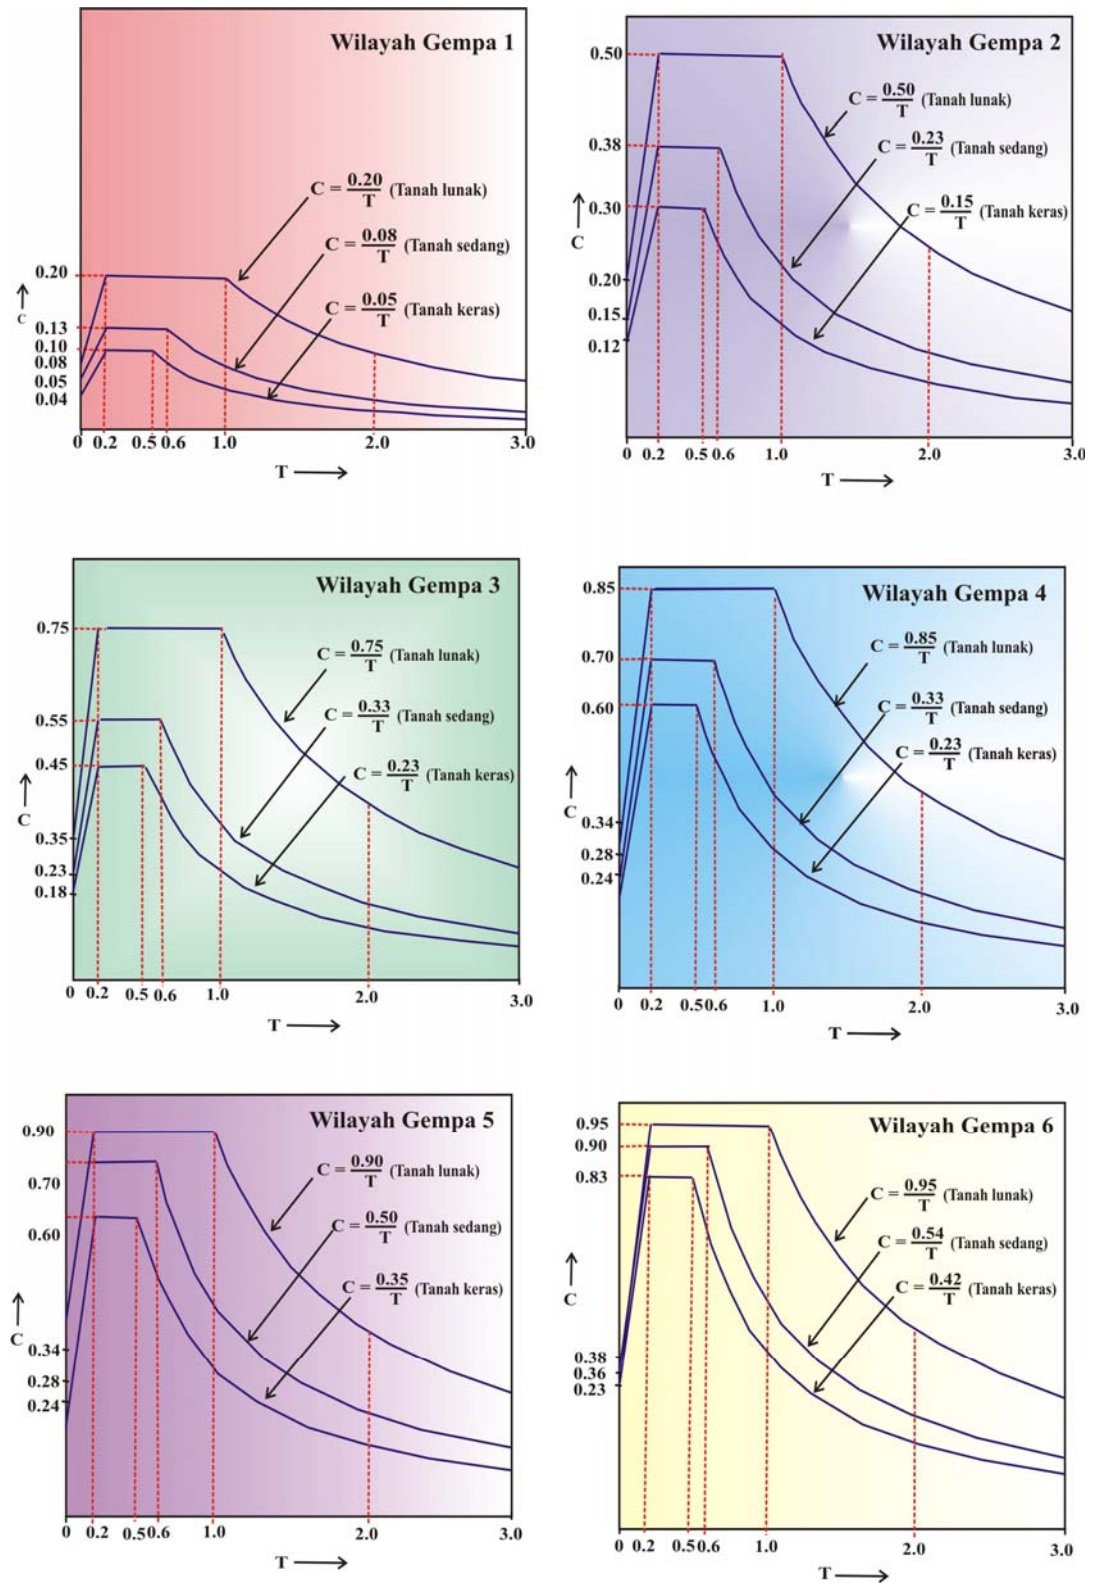 Wilayah Gempa 1
C = 0.20/T (Tanah lunak)
C = 0.08/T (Tanah sedang)
C = 0.05/T (Tanah keras)
0.20
0.13
0.10
0.08
0.05
0.04
C
0 0.2 0.5 0.6 1.0 2.0 3.0
T
Wilayah Gempa 2
C = 0.50/T (Tanah lunak)
C = 0.23/T (Tanah sedang)
C = 0.15/T (Tanah keras)
0.50
0.38
0.30
0.20
0.15
0.12
C
0 0.2 0.5 0.6 1.0 2.0 3.0
T
Wilayah Gempa 3
C = 0.75/T (Tanah lunak)
C = 0.33/T (Tanah sedang)
C = 0.23/T (Tanah keras)
0.75
0.55
0.45
0.35
0.23
0.18
C
0 0.2 0.5 0.6 1.0 2.0 3.0
T
Wilayah Gempa 4
C = 0.85/T (Tanah lunak)
C = 0.33/T (Tanah sedang)
C = 0.23/T (Tanah keras)
0.85
0.70
0.60
0.34
0.28
0.24
C
0 0.2 0.5 0.6 1.0 2.0 3.0
T
Wilayah Gempa 5
C = 0.90/T (Tanah lunak)
C = 0.50/T (Tanah sedang)
C = 0.35/T (Tanah keras)
0.90
0.70
0.60
0.34
0.28
0.24
C
0 0.2 0.5 0.6 1.0 2.0 3.0
T
Wilayah Gempa 6
C = 0.95/T (Tanah lunak)
C = 0.54/T (Tanah sedang)
C = 0.42/T (Tanah keras)
0.95
0.90
0.83
0.38
0.36
0.23
C
0 0.2 0.5 0.6 1.0 2.0 3.0
T